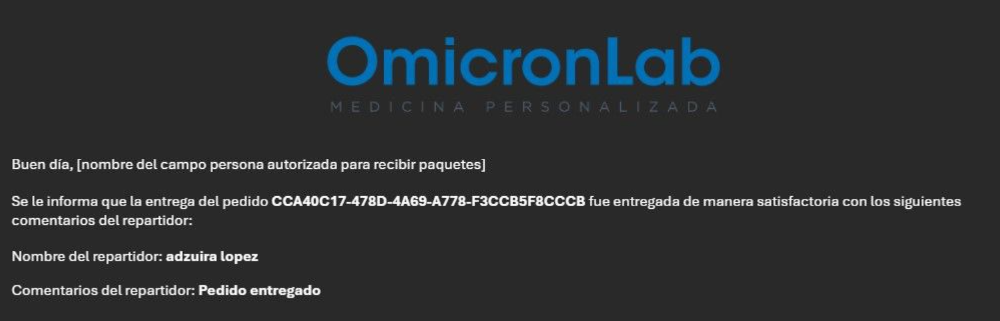 OmicronLab
MEDICINA PERSONALIZADA
Buen día, [nombre del campo persona autorizada para recibir paquetes]
Se le informa que la entrega del pedido CCA40C17-478D-4A69-A778-F3CCB5F8CCCB fue entregada de manera satisfactoria con los siguientes
comentarios del repartidor:
Nombre del repartidor: adzuira lopez
Comentarios del repartidor: Pedido entregado